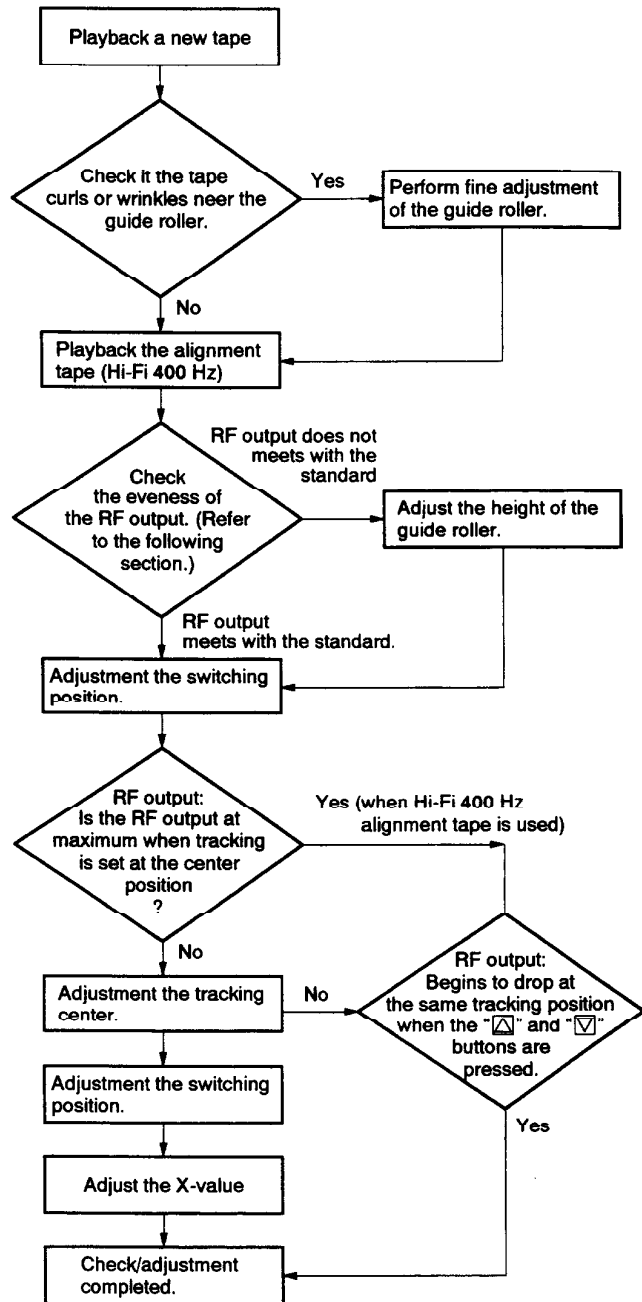 Playback a new tape
Check it the tape
curls or wrinkles neer the
guide roller.
Yes
Perform fine adjustment
of the guide roller.
No
Playback the alignment
tape (Hi-Fi 400 Hz)
RF output does not
meets with the
standard
Check
the eveness of
the RF output. (Refer
to the following
section.)
Adjust the height of the
guide roller.
RF output
meets with the standard.
Adjustment the switching
position.
RF output:
Is the RF output at
maximum when tracking
is set at the center
position
?
Yes (when Hi-Fi 400 Hz
alignment tape is used)
No
Adjustment the tracking
center.
No
RF output:
Begins to drop at
the same tracking position
when the "△" and "▽"
buttons are
pressed.
Adjustment the switching
position.
Yes
Adjust the X-value
Check/adjustment
completed.